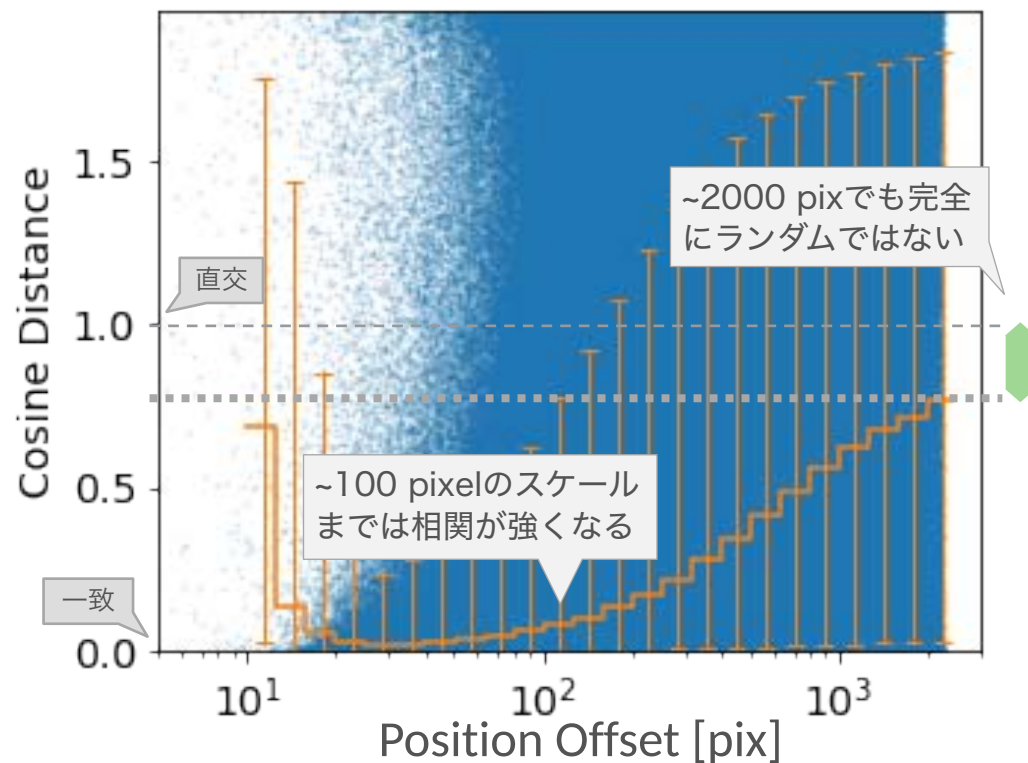 Cosine Distance
1.5
1.0
0.5
0.0
直交
一致
~2000 pixでも完全
にランダムではない
~100 pixelのスケール
までは相関が強くなる
10¹
10²
10³
Position Offset [pix]